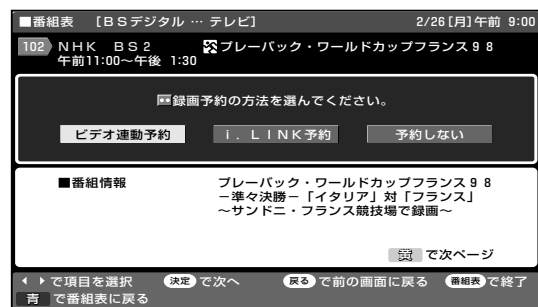 ■番組表 [BSデジタル … テレビ] 2/26[月]午前 9:00
102 NHK BS2 プレーバック・ワールドカップフランス98
午前11:00~午後 1:30
録画予約の方法を選んでください。
ビデオ連動予約 i.LINK予約 予約しない
■番組情報 プレーバック・ワールドカップフランス98
-準々決勝-「イタリア」対「フランス」
~サンドニ・フランス競技場で録画~
黄 で次ページ
で項目を選択 決定 で次へ 戻る で前の画面に戻る 番組表 で終了
青 で番組表に戻る